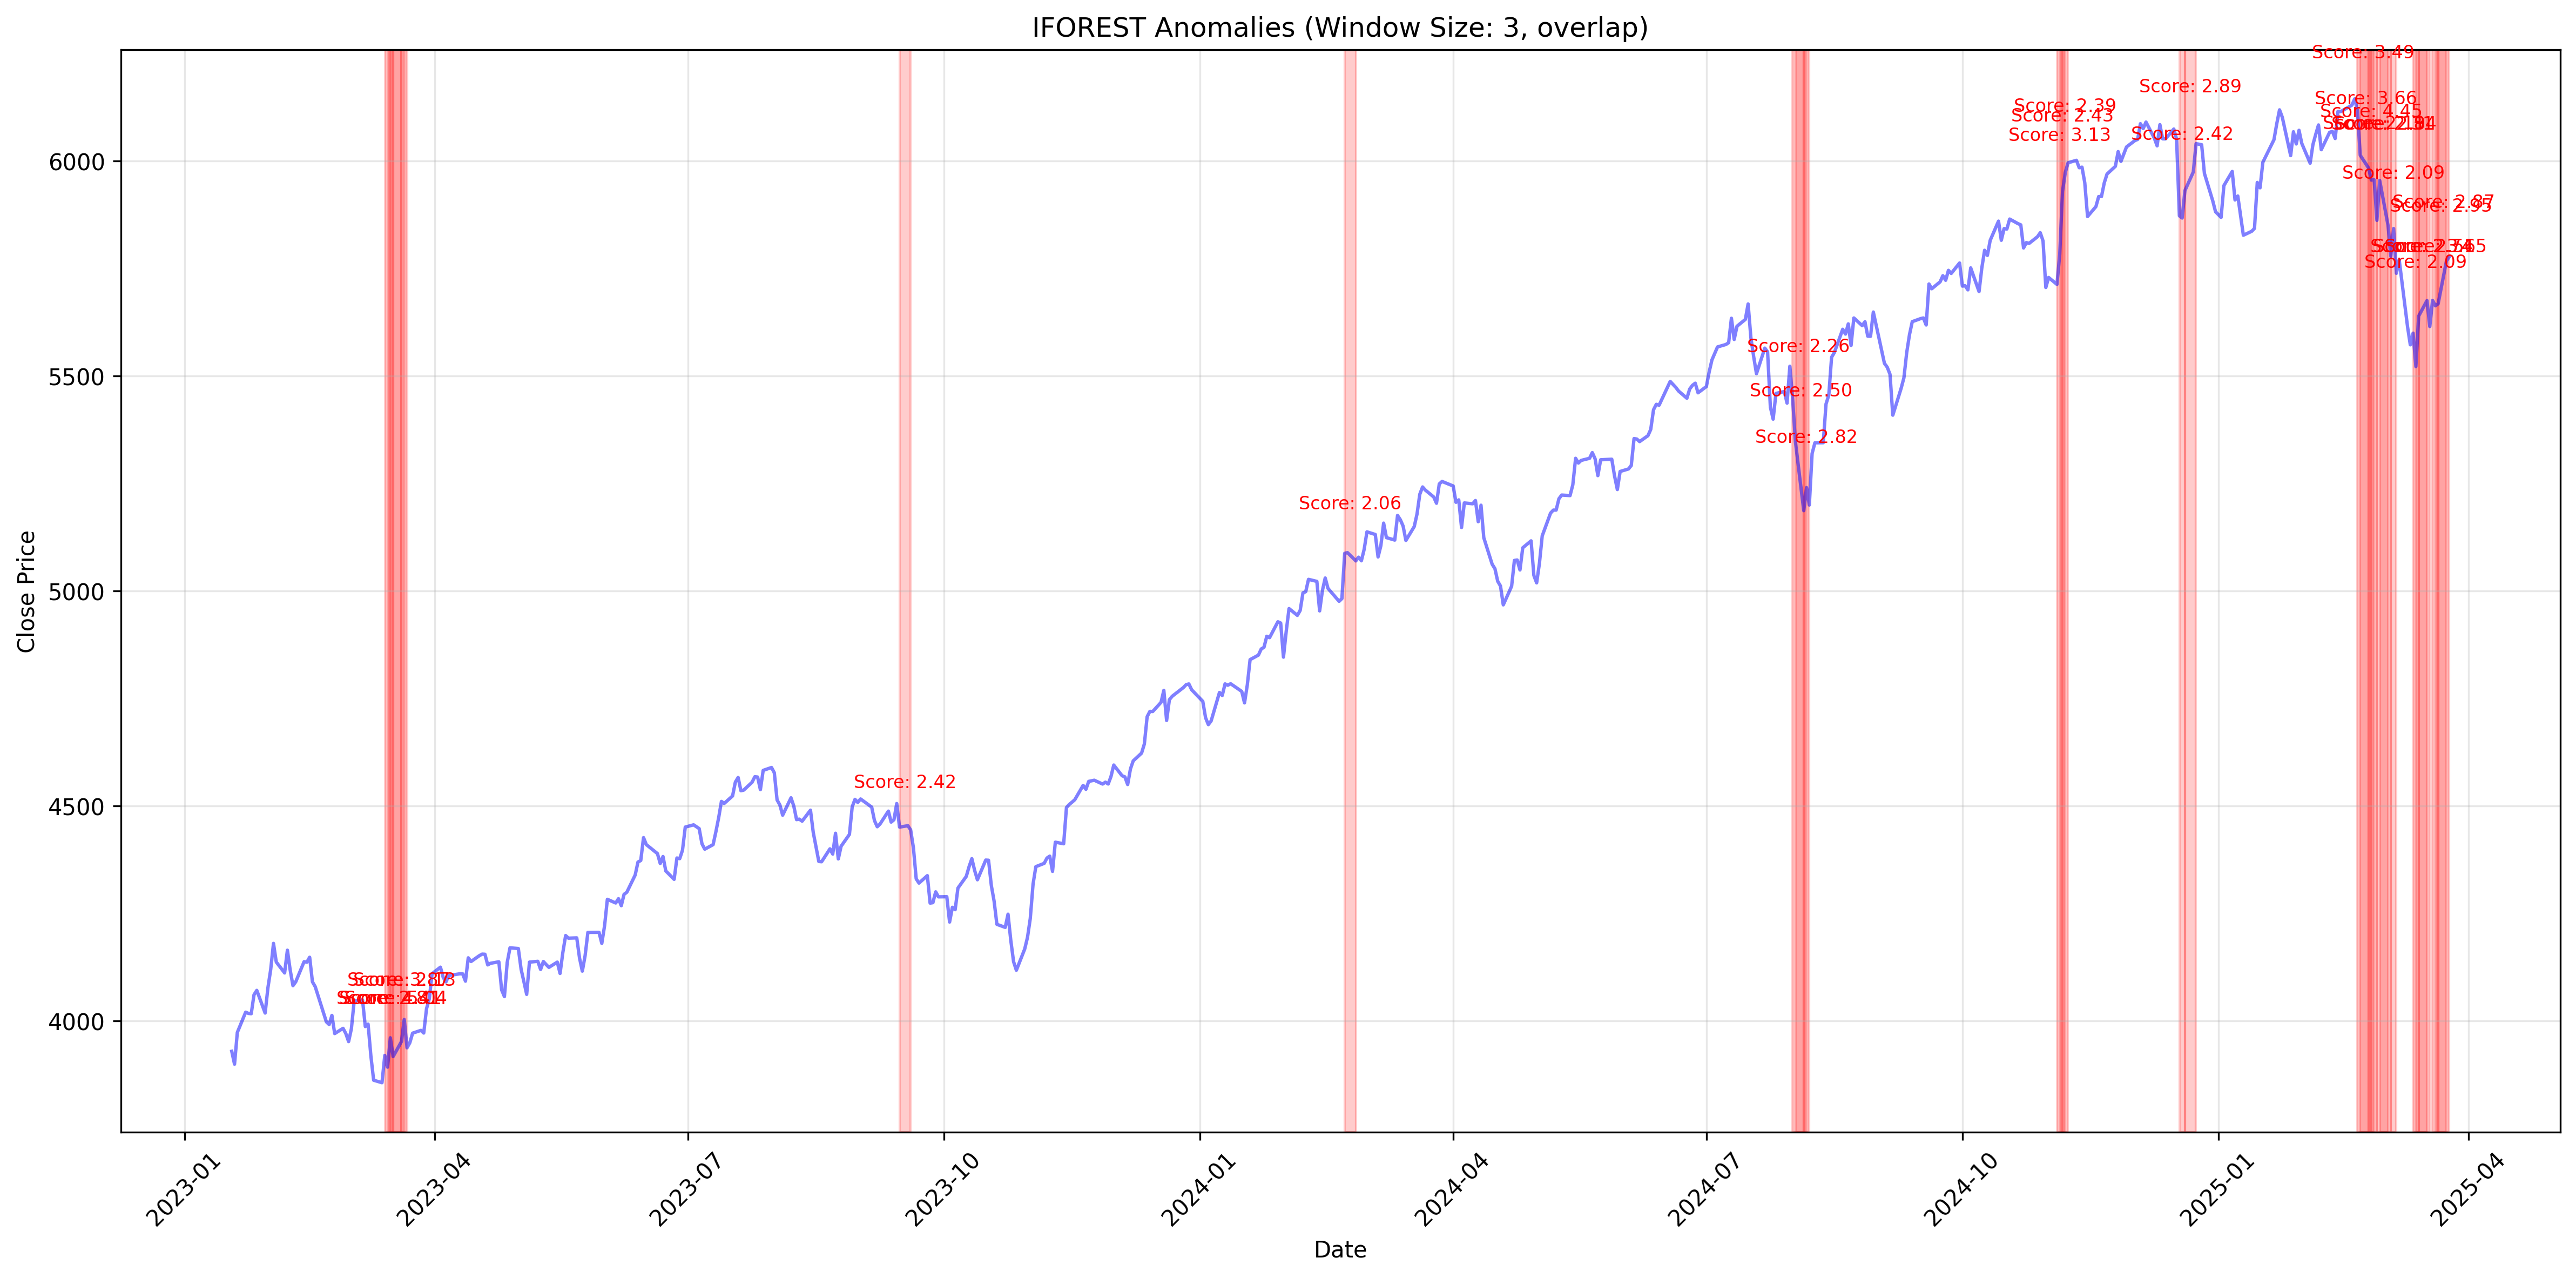 IFOREST Anomalies (Window Size: 3, overlap)
Score: 3.49
Score: 2.89
Score: 3.66
Score: 2.39
Score: 4.45
Score: 2.43
Score: 3.13
Score: 2.42
6000
Score: 2.09
Score: 2.87
Score: 2.95
Score: 2.09
5500
Score: 2.26
Score: 2.50
Score: 2.82
5000
Score: 2.06
4500
Score: 2.42
4000
Close Price
2023-01
2023-04
2023-07
2023-10
2024-01
2024-04
2024-07
2024-10
2025-01
2025-04
Date